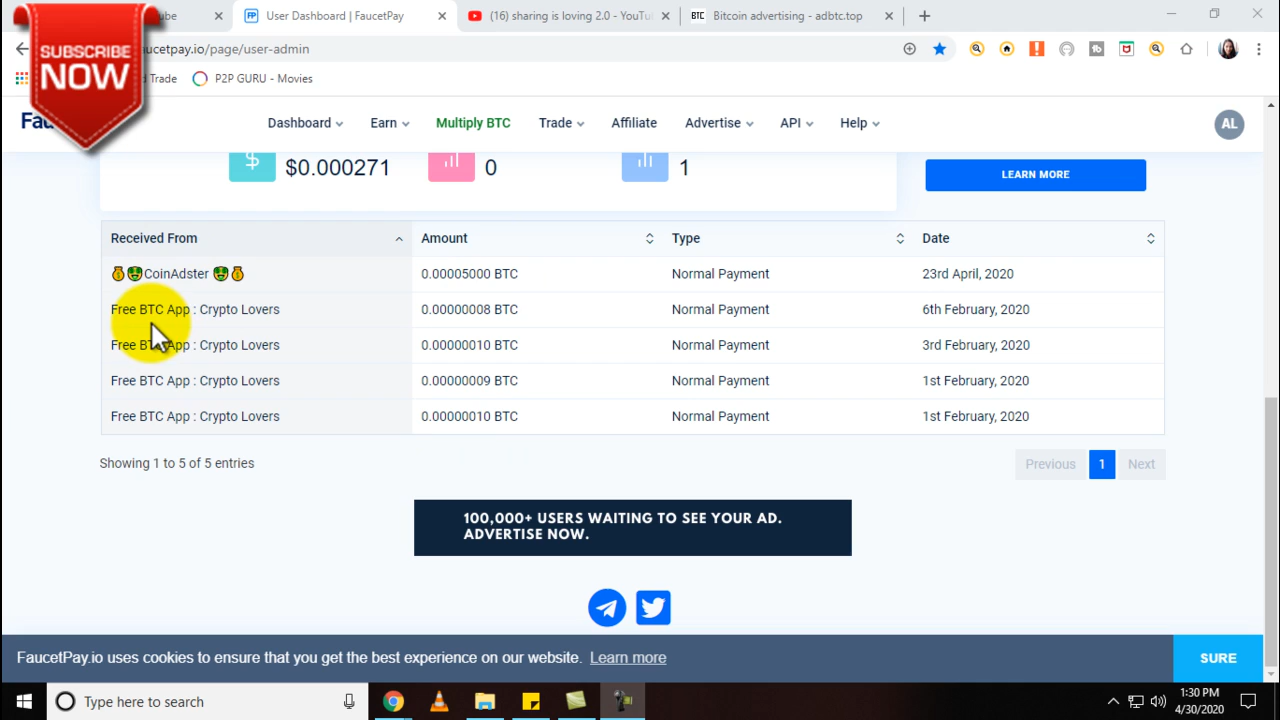 SUBSCRIBE
NOW
User Dashboard | FaucetPay
(16) sharing is loving 2.0 - YouTu
BTC Bitcoin advertising - adbtc.top
aucetpay.io/page/user-admin
d Trade
P2P GURU - Movies
Fau
Dashboard
Earn
Multiply BTC
Trade
Affiliate
Advertise
API
Help
AL
$0.000271
0
1
LEARN MORE
Received From Amount Type Date
💰🤑CoinAdster 🤑💰 0.00005000 BTC Normal Payment 23rd April, 2020
Free BTC App : Crypto Lovers 0.00000008 BTC Normal Payment 6th February, 2020
Free BTC App : Crypto Lovers 0.00000010 BTC Normal Payment 3rd February, 2020
Free BTC App : Crypto Lovers 0.00000009 BTC Normal Payment 1st February, 2020
Free BTC App : Crypto Lovers 0.00000010 BTC Normal Payment 1st February, 2020
Showing 1 to 5 of 5 entries
Previous 1 Next
100,000+ USERS WAITING TO SEE YOUR AD.
ADVERTISE NOW.
FaucetPay.io uses cookies to ensure that you get the best experience on our website. Learn more
SURE
Type here to search
1:30 PM
4/30/2020